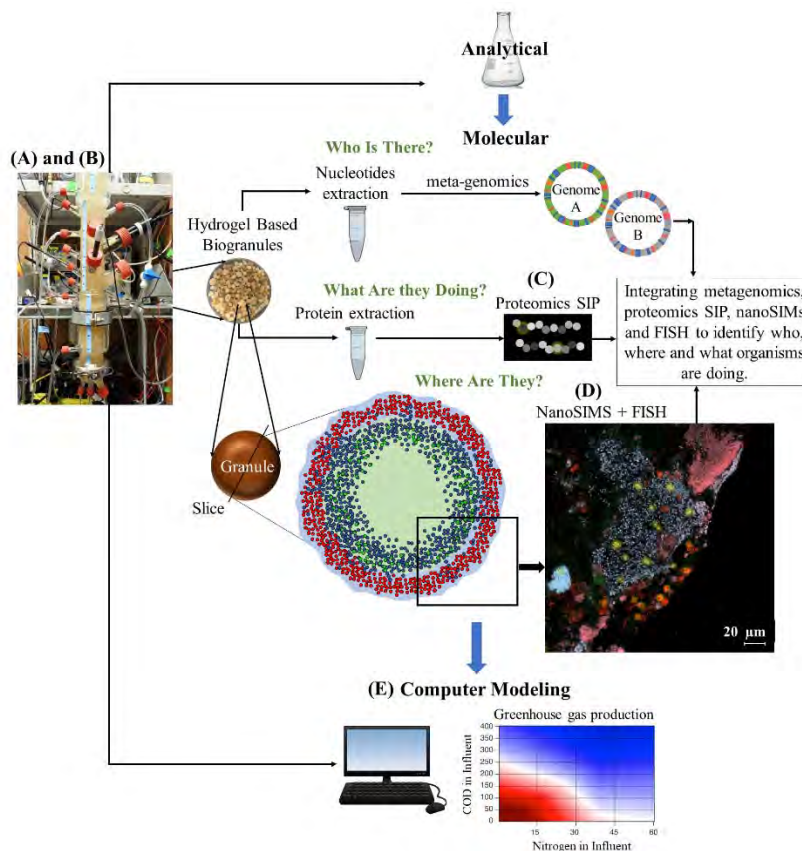 Analytical
Molecular
(A) and (B)
Who Is There?
Nucleotides
extraction
meta-genomics
Genome
A
Genome
B
Hydrogel Based
Biogranules
What Are they Doing?
Protein extraction
(C)
Proteomics SIP
Integrating metagenomics,
proteomics SIP, nanoSIMs
and FISH to identify who,
where and what organisms
are doing.
Where Are They?
(D)
NanoSIMS + FISH
Granule
Slice
20 µm
(E) Computer Modeling
Greenhouse gas production
COD in Influent
400
350
300
250
200
150
100
50
0
15
30
45
60
Nitrogen in Influent